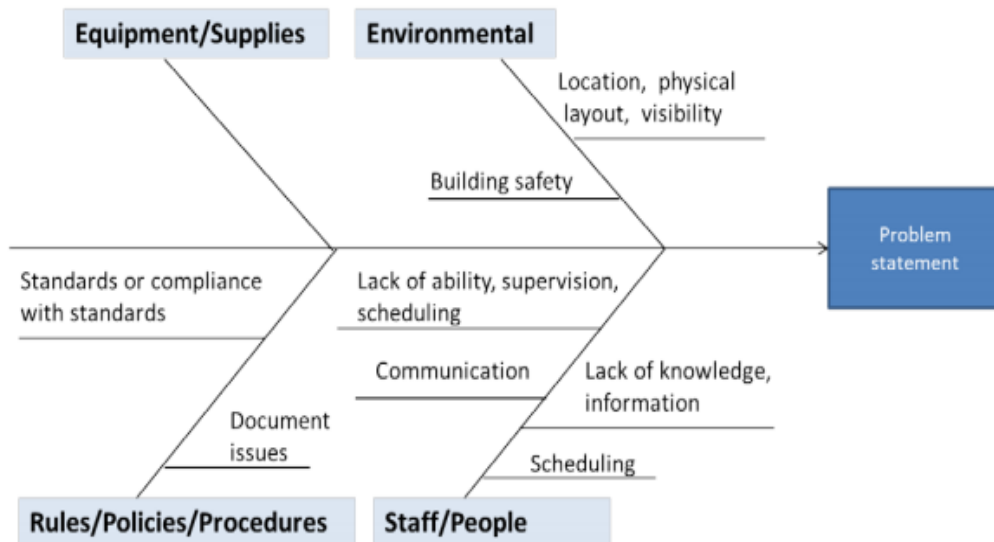 Equipment/Supplies
Environmental
Location, physical
layout, visibility
Building safety
Problem
statement
Standards or compliance
with standards
Lack of ability, supervision,
scheduling
Communication
Lack of knowledge,
information
Document
issues
Scheduling
Rules/Policies/Procedures
Staff/People